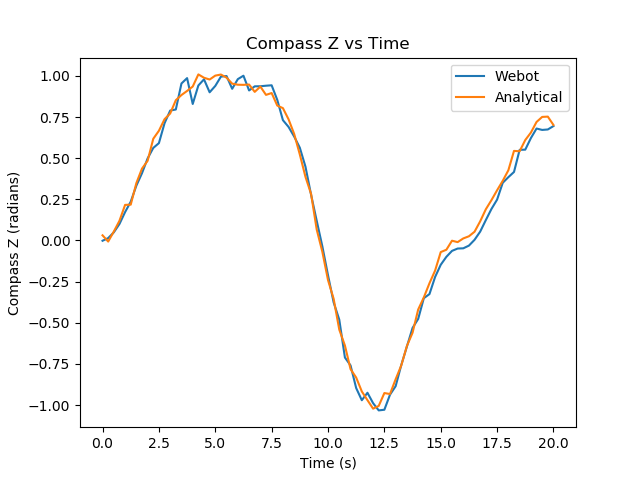 Compass Z vs Time
Webot
Analytical
Compass Z (radians)
1.00
0.75
0.50
0.25
0.00
−0.25
−0.50
−0.75
−1.00
0.0 2.5 5.0 7.5 10.0 12.5 15.0 17.5 20.0
Time (s)